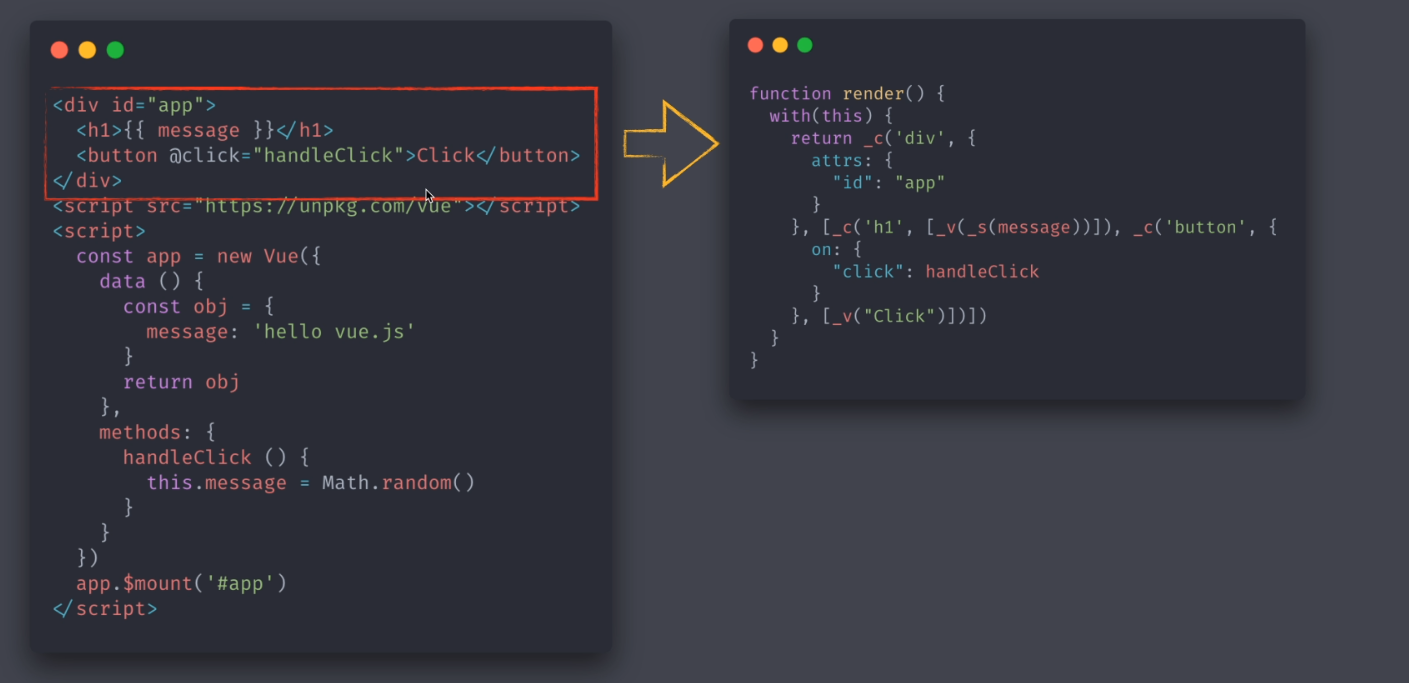 <div id="app">
  <h1>{{ message }}</h1>
  <button @click="handleClick">Click</button>
</div>
<script src="https://unpkg.com/vue"></script>
<script>
  const app = new Vue({
    data () {
      const obj = {
        message: 'hello vue.js'
      }
      return obj
    },
    methods: {
      handleClick () {
        this.message = Math.random()
      }
    }
  })
  app.$mount('#app')
</script>
function render() {
  with(this) {
    return _c('div', {
      attrs: {
        "id": "app"
      }
    }, [_c('h1', [_v(_s(message))]), _c('button', {
      on: {
        "click": handleClick
      }
    }, [_v("Click")])])
  }
}